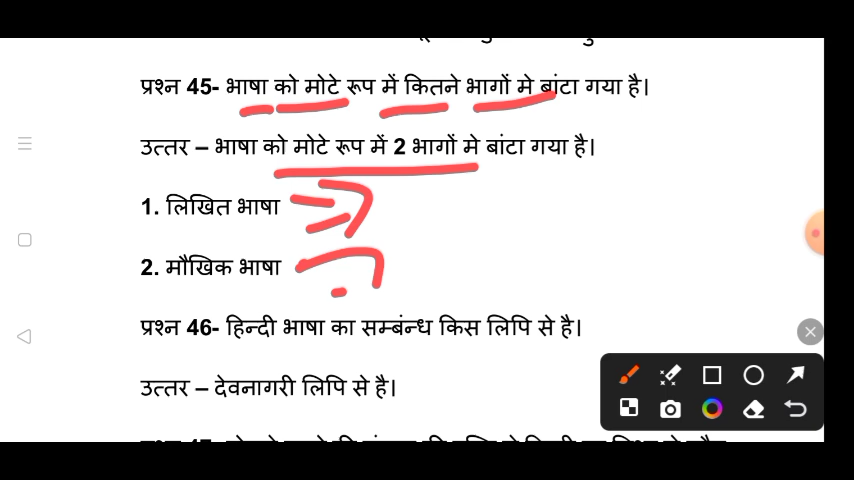 प्रश्न 45- भाषा को मोटे रूप में कितने भागों मे बांटा गया है।
उत्तर – भाषा को मोटे रूप में 2 भागों मे बांटा गया है।
1. लिखित भाषा
2. मौखिक भाषा
प्रश्न 46- हिन्दी भाषा का सम्बंन्ध किस लिपि से है।
उत्तर – देवनागरी लिपि से है।